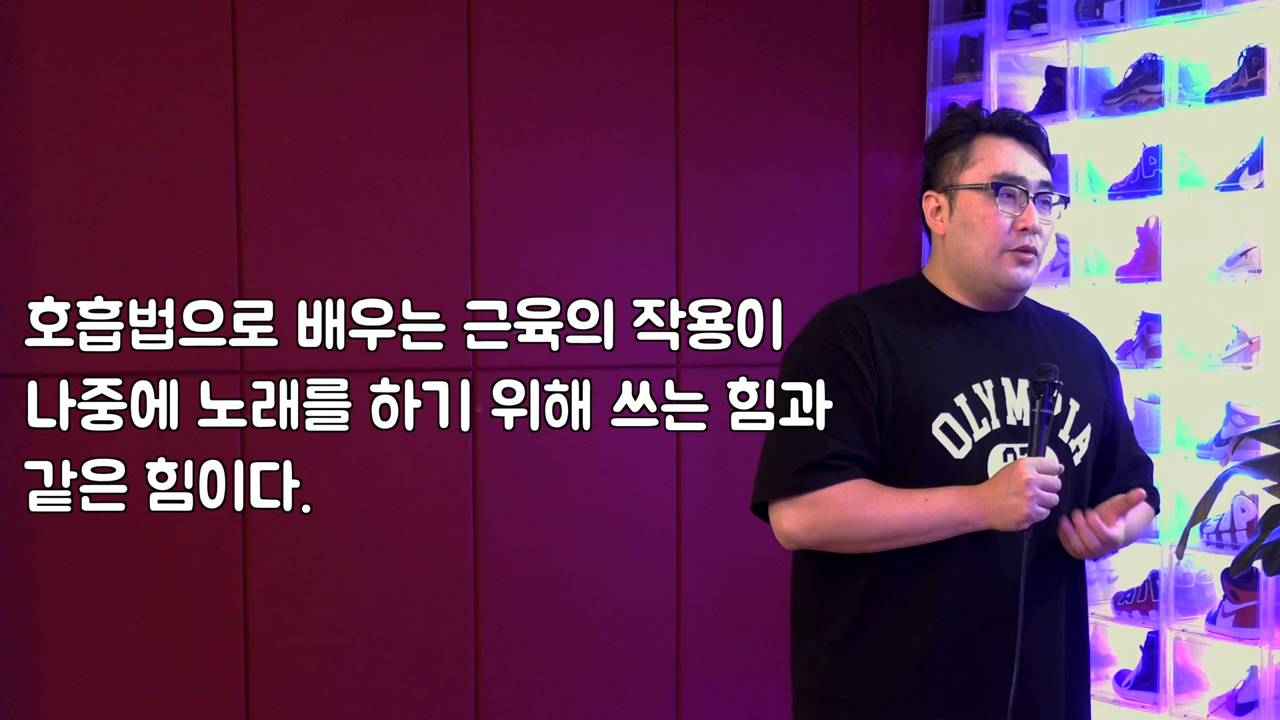 호흡법으로 배우는 근육의 작용이
나중에 노래를 하기 위해 쓰는 힘과
같은 힘이다.
OLYMPIA